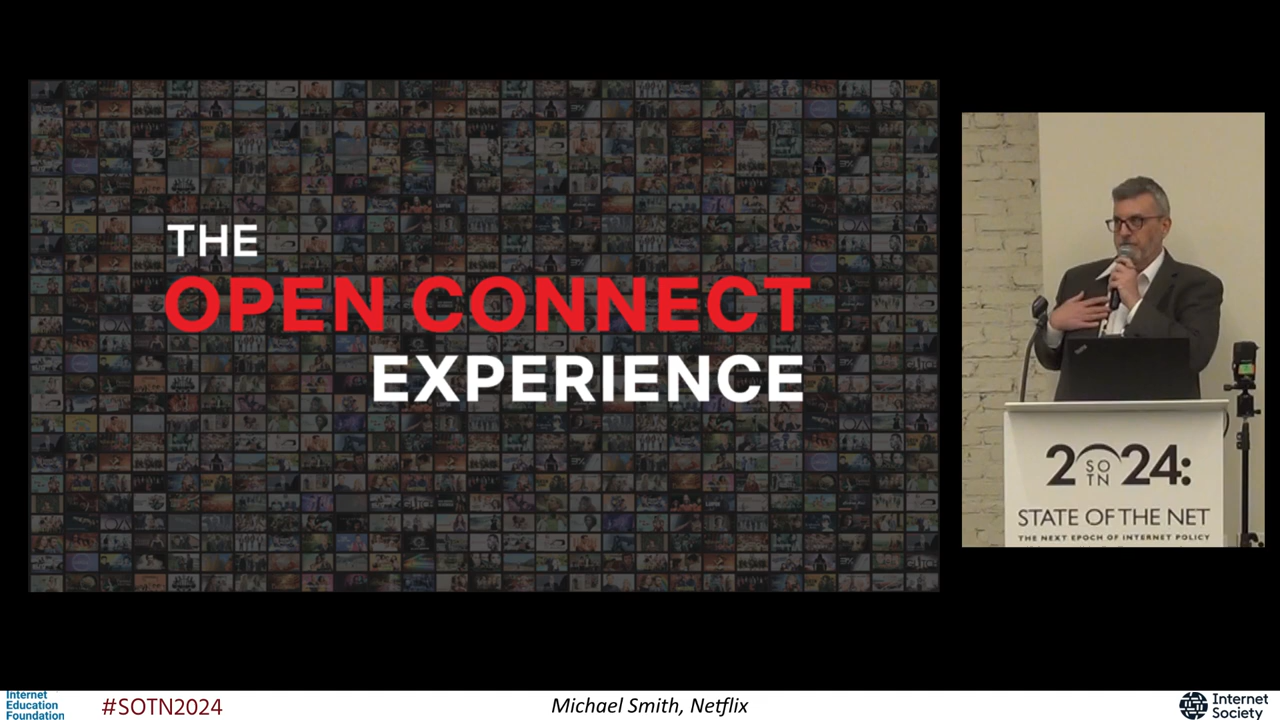 THE
OPEN CONNECT
EXPERIENCE
2024:
SO
TN
STATE OF THE NET
THE NEXT EPOCH OF INTERNET POLICY
Internet
Education
Foundation
#SOTN2024
Michael Smith, Netflix
Internet
Society